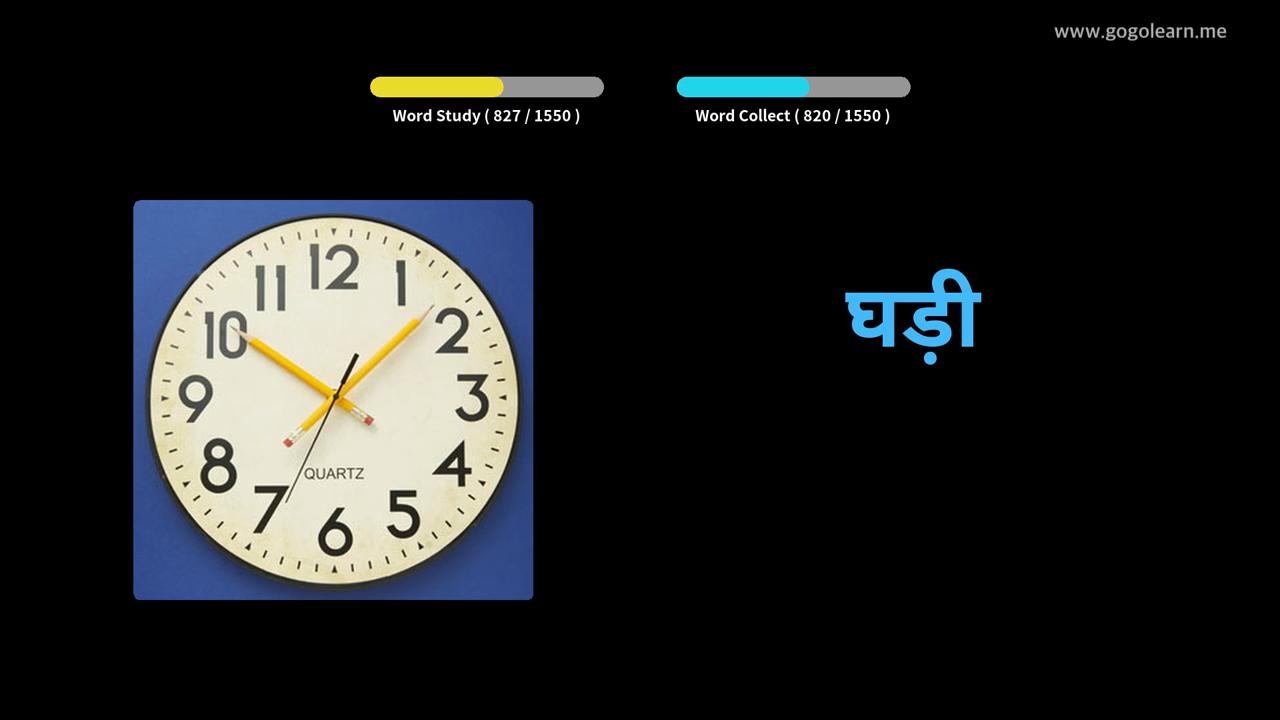 www.gogolearn.me
Word Study ( 827 / 1550 )
Word Collect ( 820 / 1550 )
12
11
1
10
2
9
3
8
4
7
5
6
QUARTZ
घड़ी